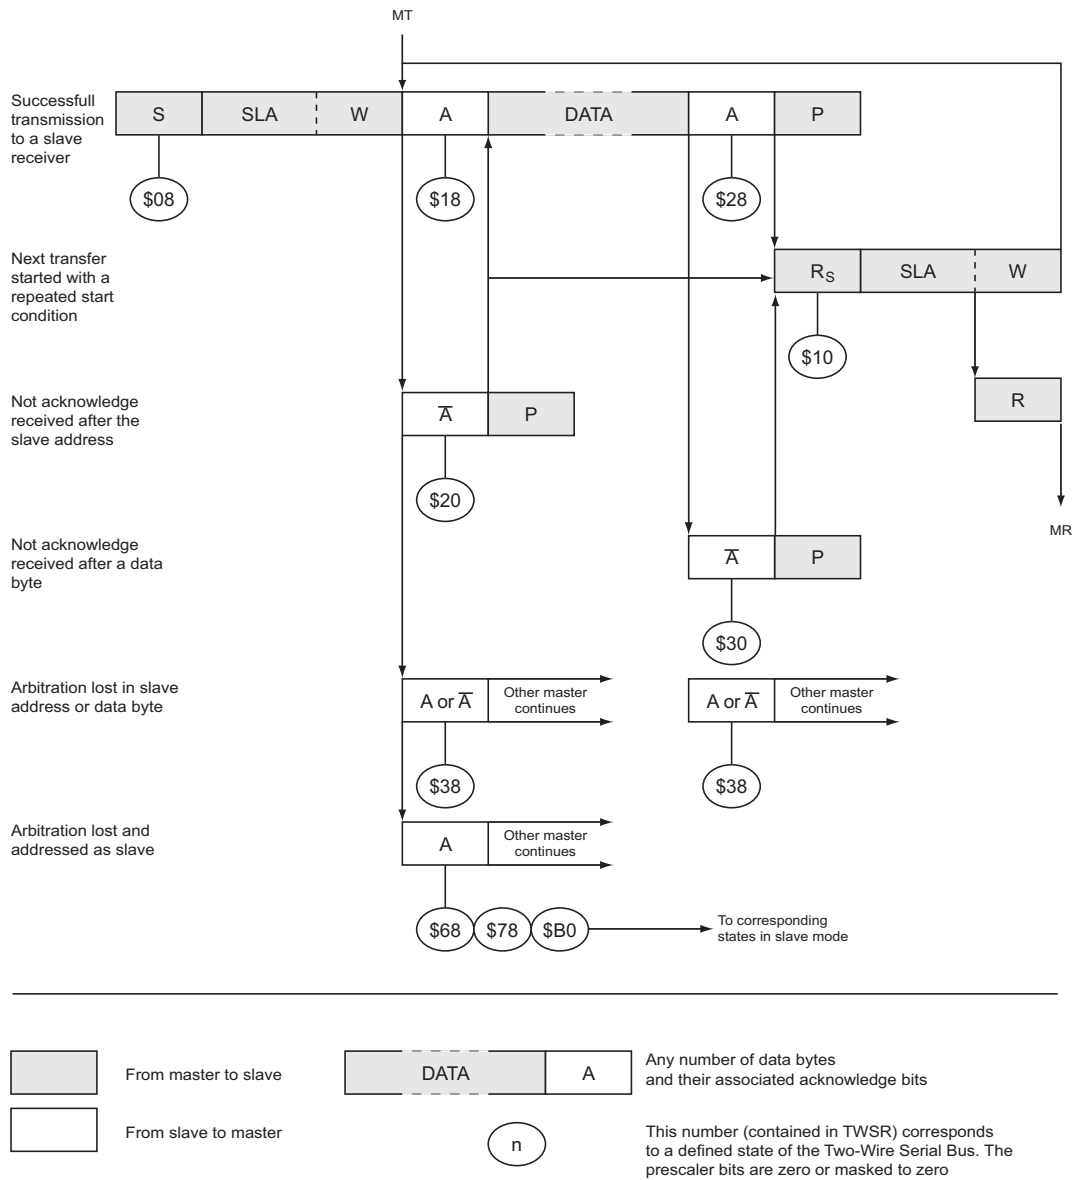 MT
Successfull
transmission
to a slave
receiver
S SLA W A DATA A P
$08 $18 $28
Next transfer
started with a
repeated start
condition
RS SLA W
$10
Not acknowledge
received after the
slave address
A̅ P
R
$20
MR
Not acknowledge
received after a data
byte
A̅ P
$30
Arbitration lost in slave
address or data byte
A or A̅ Other master
continues
A or A̅ Other master
continues
$38 $38
Arbitration lost and
addressed as slave
A Other master
continues
$68 $78 $B0
To corresponding
states in slave mode
From master to slave
DATA A
Any number of data bytes
and their associated acknowledge bits
From slave to master
n
This number (contained in TWSR) corresponds
to a defined state of the Two-Wire Serial Bus. The
prescaler bits are zero or masked to zero